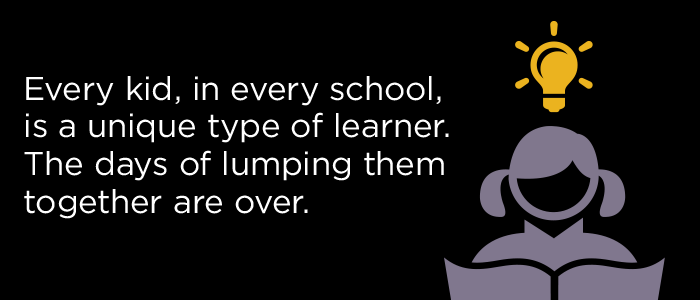 Every kid, in every school,
is a unique type of learner.
The days of lumping them
together are over.